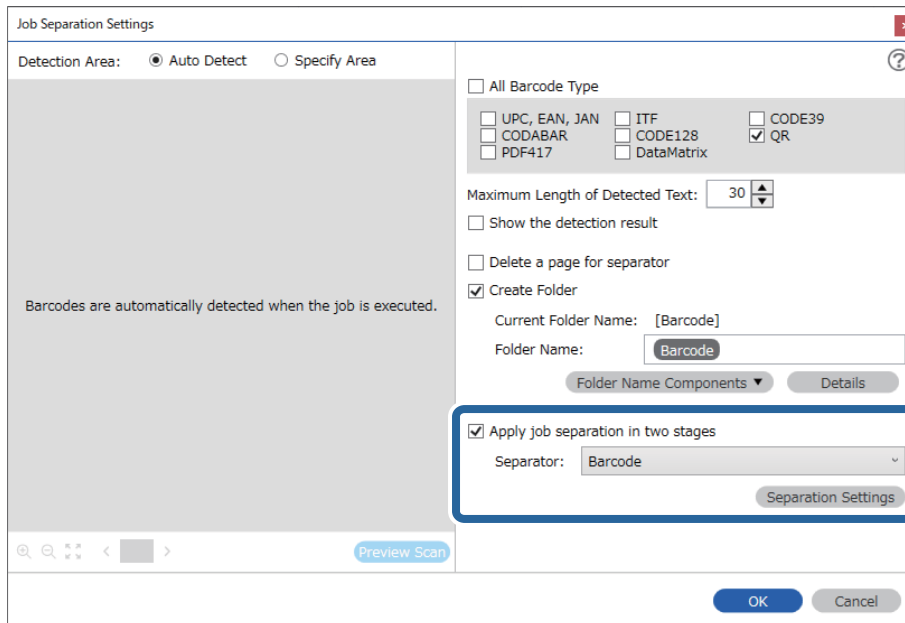 Job Separation Settings
Detection Area: Auto Detect Specify Area
All Barcode Type
UPC, EAN, JAN ITF CODE39
CODABAR CODE128 QR
PDF417 DataMatrix
Maximum Length of Detected Text: 30
Show the detection result
Delete a page for separator
Barcodes are automatically detected when the job is executed.
Create Folder
Current Folder Name: [Barcode]
Folder Name: Barcode
Folder Name Components Details
Apply job separation in two stages
Separator: Barcode
Separation Settings
Preview Scan
OK Cancel